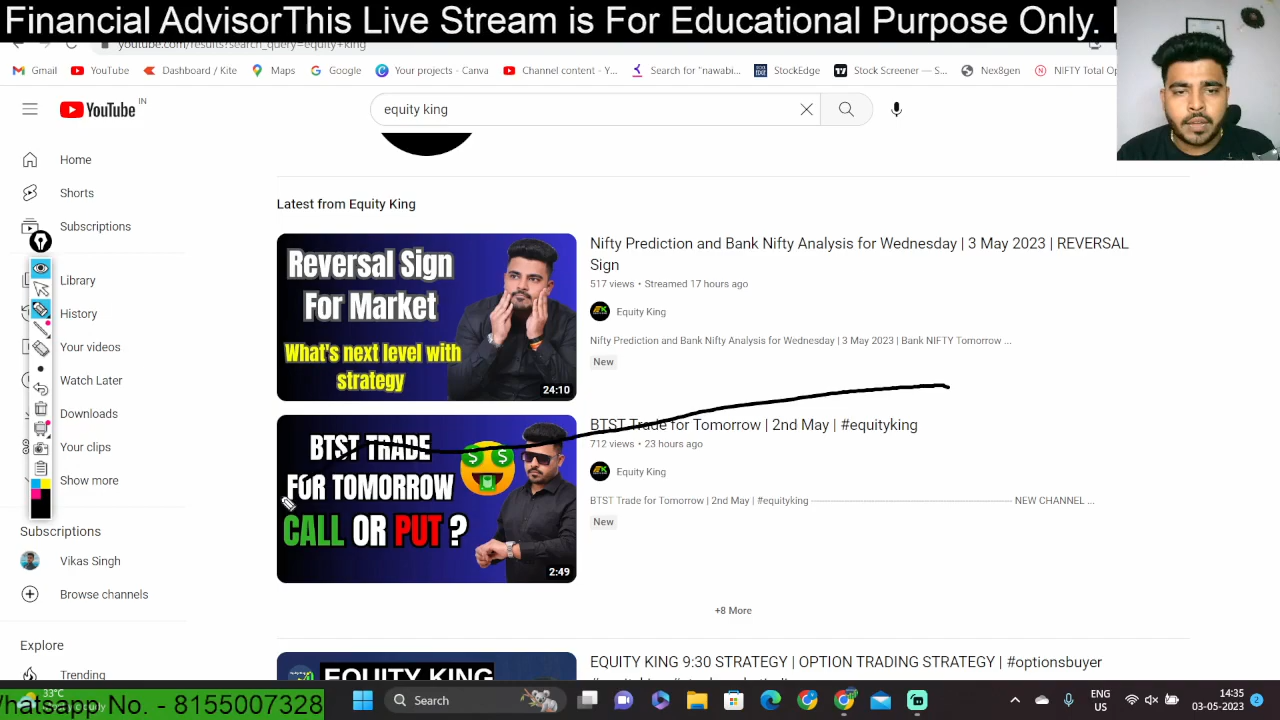 Financial AdvisorThis Live Stream is For Educational Purpose Only.
youtube.com/results?search_query=equity+king
Gmail
YouTube
Dashboard / Kite
Maps
Google
Your projects - Canva
Channel content - Y...
Search for "nawabi...
StockEdge
Stock Screener — S...
Nex8gen
NIFTY Total Op
YouTube IN
equity king
Home
Shorts
Subscriptions
Library
History
Your videos
Watch Later
Downloads
Your clips
Show more
Subscriptions
Vikas Singh
Browse channels
Explore
Trending
Latest from Equity King
Reversal Sign
For Market
What's next level with
strategy
24:10
Nifty Prediction and Bank Nifty Analysis for Wednesday | 3 May 2023 | REVERSAL
Sign
517 views • Streamed 17 hours ago
Equity King
Nifty Prediction and Bank Nifty Analysis for Wednesday | 3 May 2023 | Bank NIFTY Tomorrow ...
New
BTST TRADE
FOR TOMORROW
CALL OR PUT ?
2:49
BTST Trade for Tomorrow | 2nd May | #equityking
712 views • 23 hours ago
Equity King
BTST Trade for Tomorrow | 2nd May | #equityking ---------------------------------------- NEW CHANNEL ...
New
+8 More
EQUITY KING
EQUITY KING 9:30 STRATEGY | OPTION TRADING STRATEGY | #optionsbuyer
33°C
Whatsapp No. - 8155007328
Search
ENG
US
14:35
03-05-2023
2